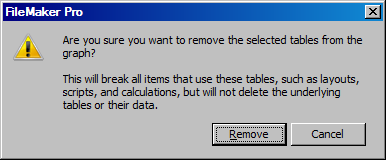 FileMaker Pro
Are you sure you want to remove the selected tables from the
graph?
This will break all items that use these tables, such as layouts,
scripts, and calculations, but will not delete the underlying
tables or their data.
Remove Cancel